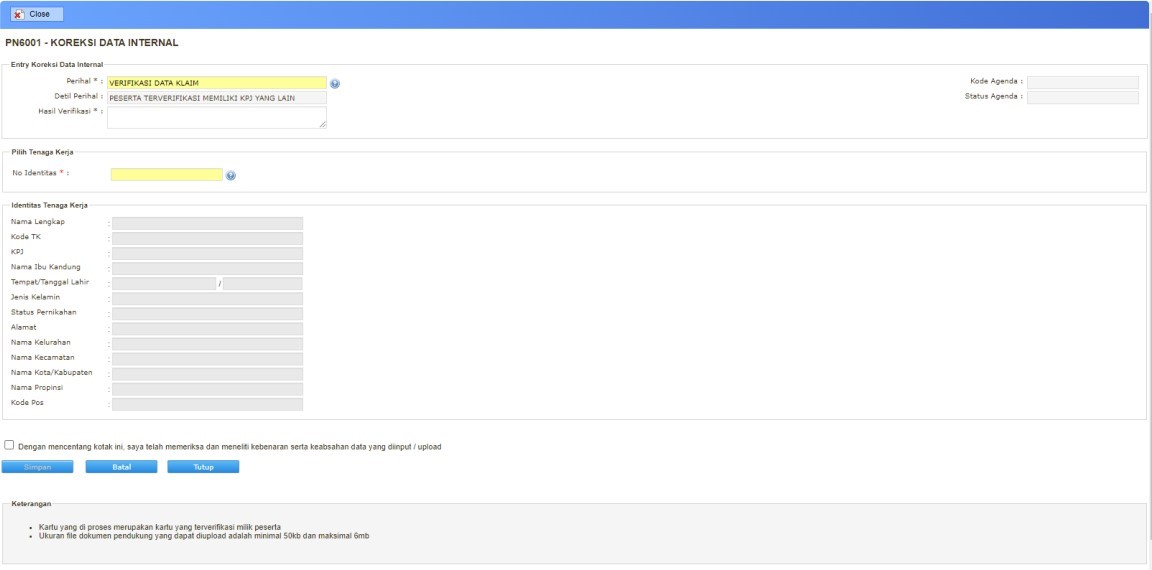 Close
PN6001 - KOREKSI DATA INTERNAL
Entry Koreksi Data Internal
Perihal * : VERIFIKASI DATA KLAIM
Kode Agenda :
Detil Perihal : PESERTA TERVERIFIKASI MEMILIKI KPJ YANG LAIN
Status Agenda :
Hasil Verifikasi * :
Pilih Tenaga Kerja
No Identitas * :
Identitas Tenaga Kerja
Nama Lengkap :
Kode TK :
KPJ :
Nama Ibu Kandung :
Tempat/Tanggal Lahir : /
Jenis Kelamin :
Status Pernikahan :
Alamat :
Nama Kelurahan :
Nama Kecamatan :
Nama Kota/Kabupaten :
Nama Propinsi :
Kode Pos :
Dengan mencentang kotak ini, saya telah memeriksa dan meneliti kebenaran serta keabsahan data yang diinput / upload
Simpan Batal Tutup
Keterangan
• Kartu yang di proses merupakan kartu yang terverifikasi milik peserta
• Ukuran file dokumen pendukung yang dapat diupload adalah minimal 50kb dan maksimal 6mb